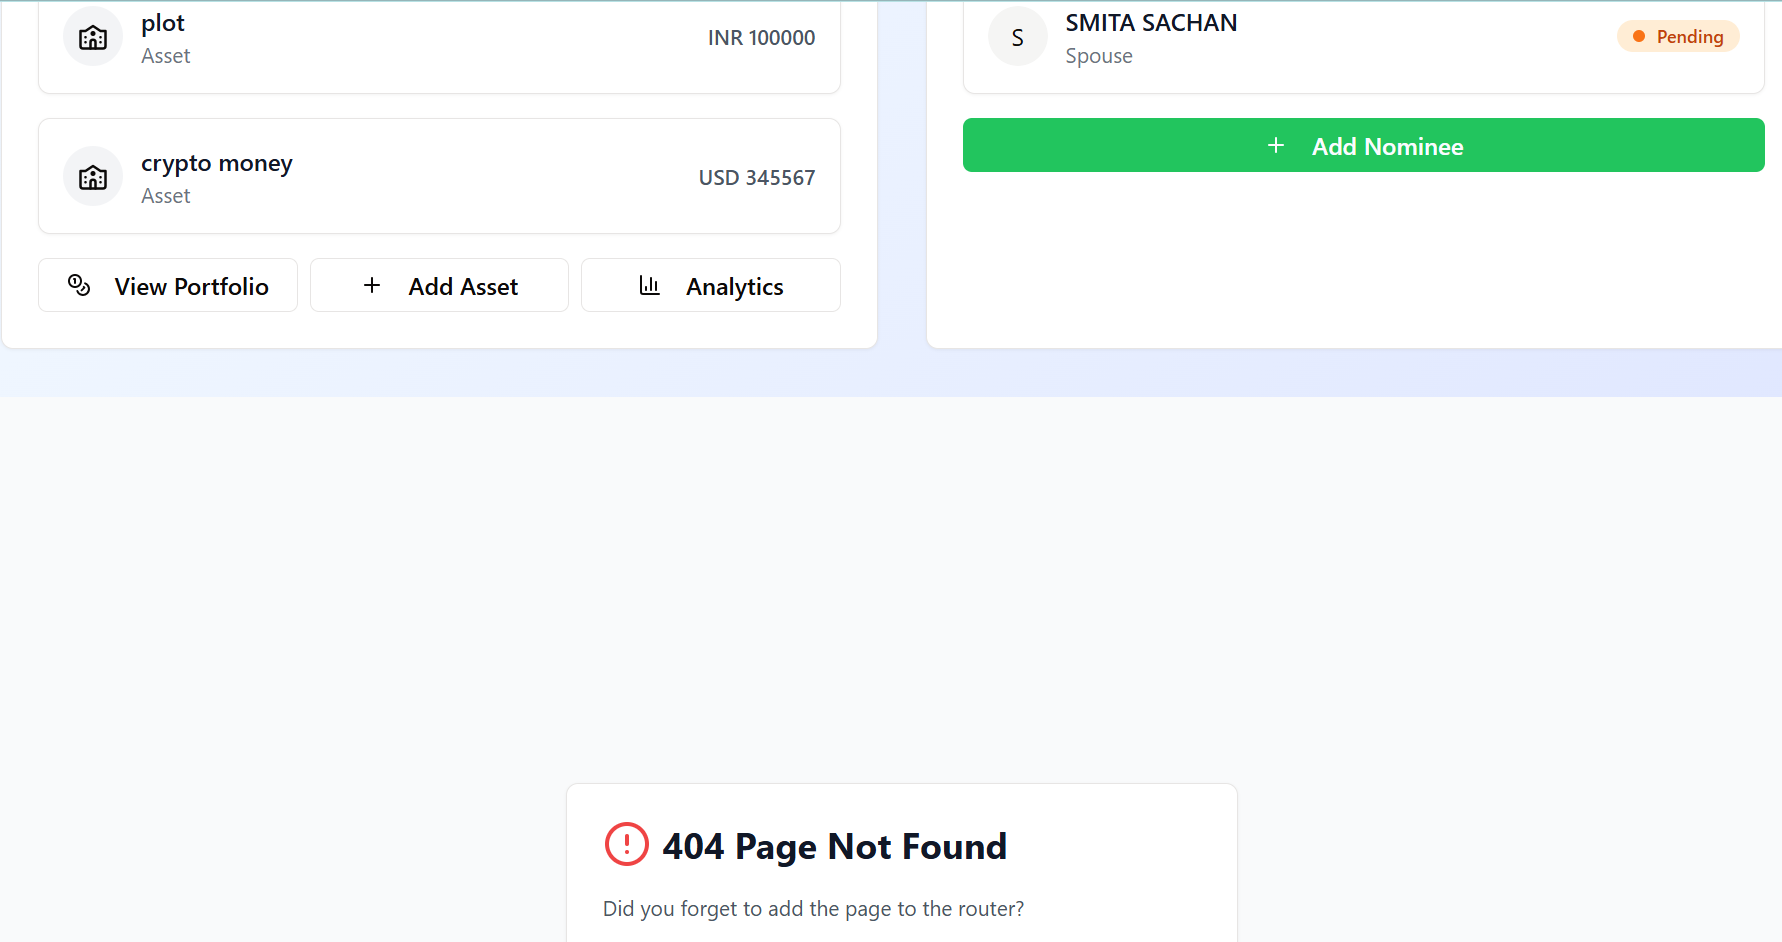 plot
Asset
INR 100000
crypto money
Asset
USD 345567
View Portfolio
Add Asset
Analytics
S
SMITA SACHAN
Spouse
Pending
Add Nominee
404 Page Not Found
Did you forget to add the page to the router?